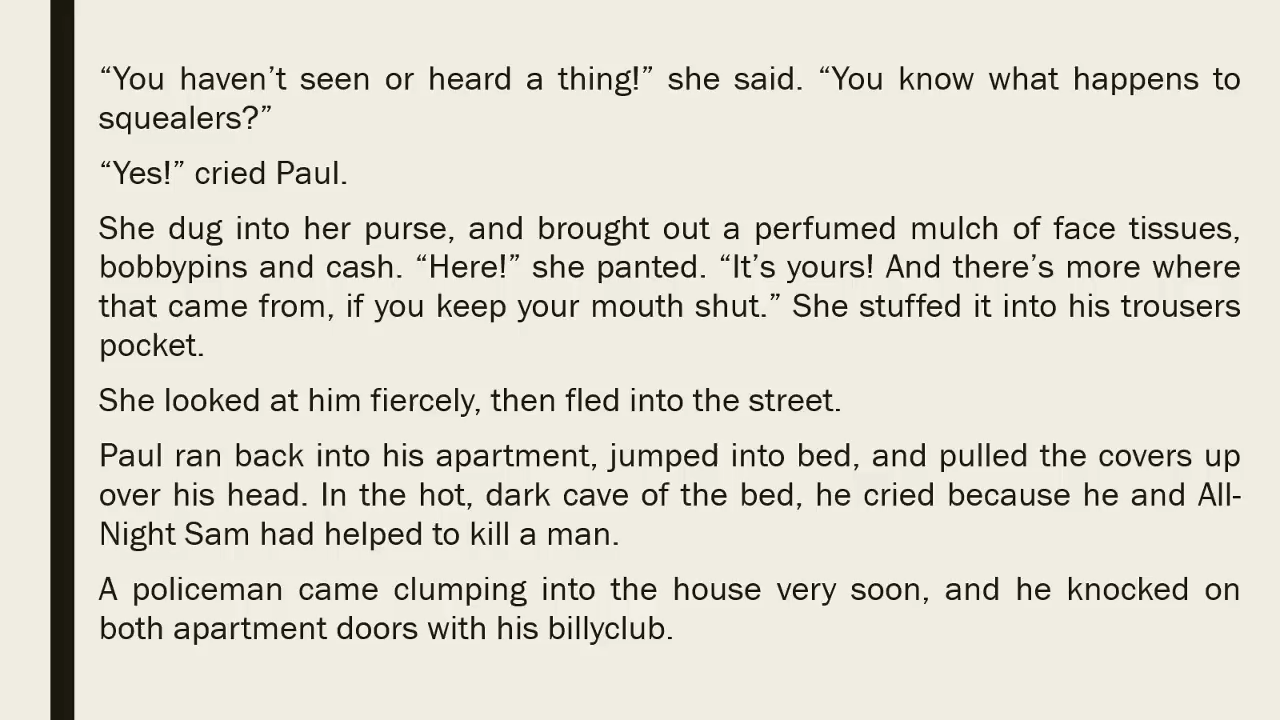 “You haven’t seen or heard a thing!” she said. “You know what happens to
squealers?”
“Yes!” cried Paul.
She dug into her purse, and brought out a perfumed mulch of face tissues,
bobbypins and cash. “Here!” she panted. “It’s yours! And there’s more where
that came from, if you keep your mouth shut.” She stuffed it into his trousers
pocket.
She looked at him fiercely, then fled into the street.
Paul ran back into his apartment, jumped into bed, and pulled the covers up
over his head. In the hot, dark cave of the bed, he cried because he and All-
Night Sam had helped to kill a man.
A policeman came clumping into the house very soon, and he knocked on
both apartment doors with his billyclub.